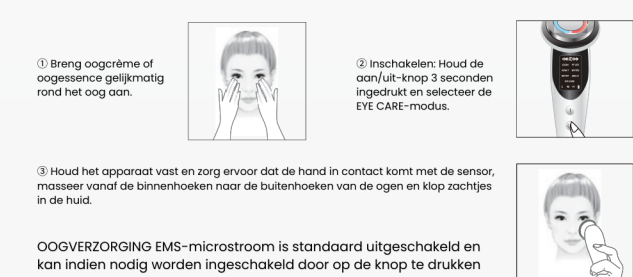 ① Breng oogcrème of
oogessence gelijkmatig
rond het oog aan.
② Inschakelen: Houd de
aan/uit-knop 3 seconden
ingedrukt en selecteer de
EYE CARE-modus.
③ Houd het apparaat vast en zorg ervoor dat de hand in contact komt met de sensor,
masseer vanaf de binnenhoeken naar de buitenhoeken van de ogen en klop zachtjes
in de huid.
OOGVERZORGING EMS-microstroom is standaard uitgeschakeld en
kan indien nodig worden ingeschakeld door op de knop te drukken